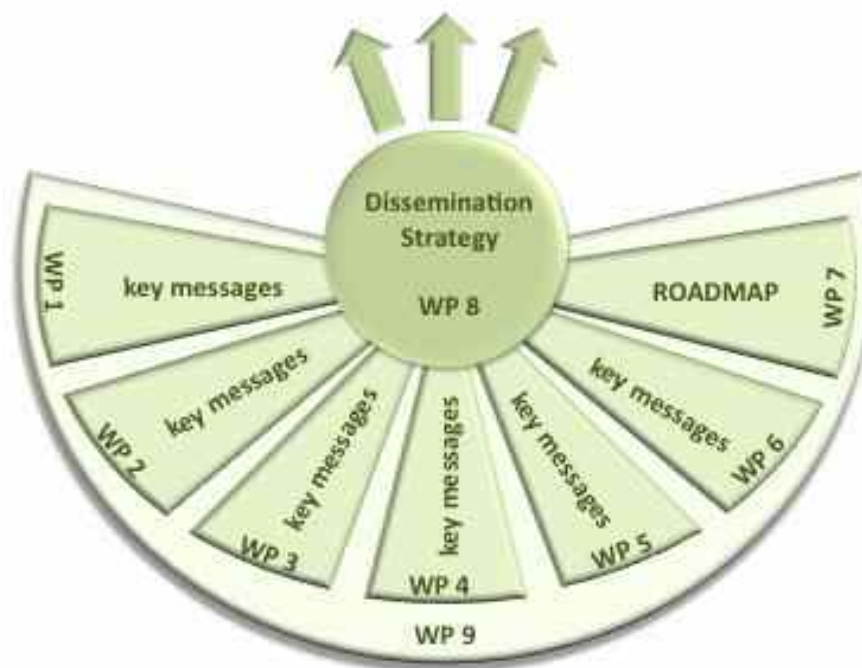 Dissemination
Strategy
WP 8
WP 1
key messages
WP 2
key messages
WP 3
key messages
WP 4
key messages
WP 5
key messages
WP 6
key messages
WP 7
ROADMAP
WP 9